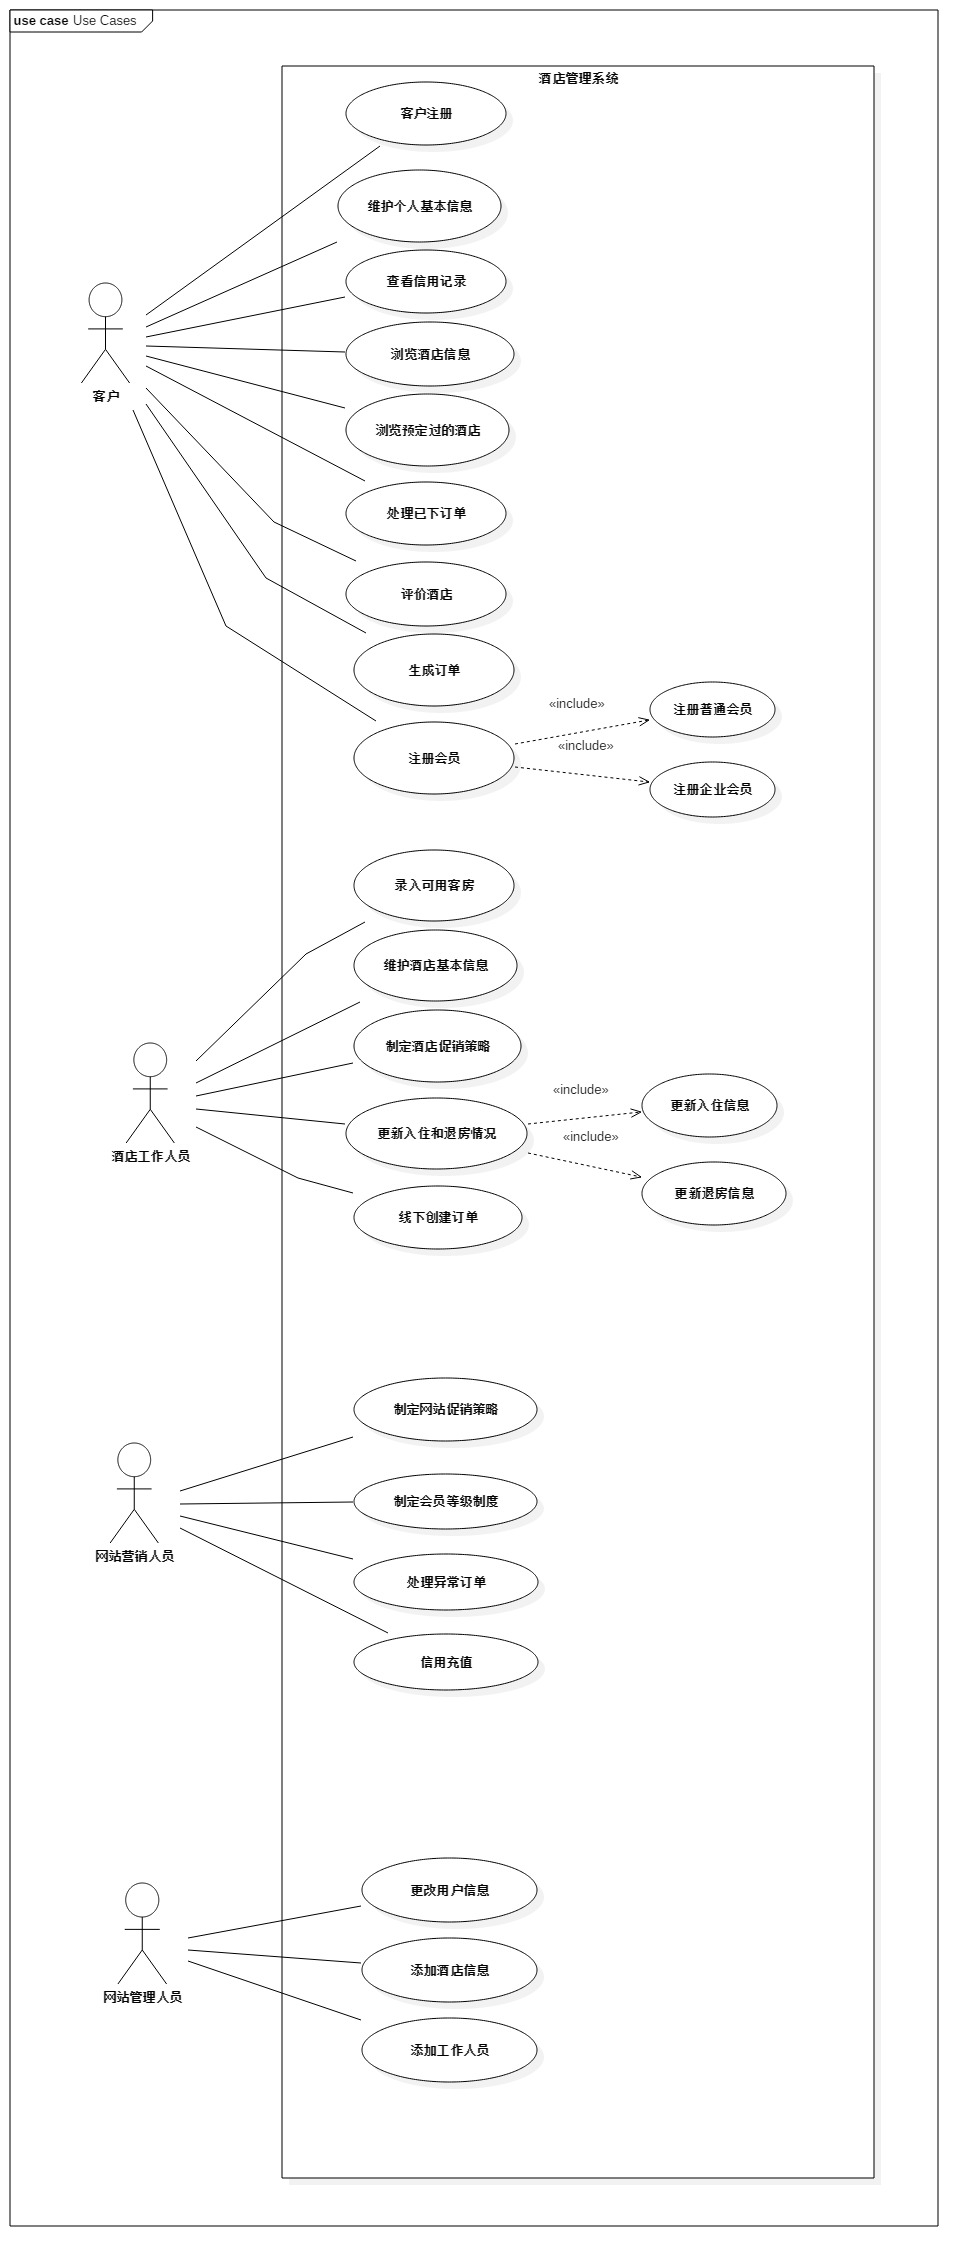 use case Use Cases
酒店管理系统
客户注册
维护个人基本信息
查看信用记录
浏览酒店信息
客户
浏览预定过的酒店
处理已下订单
评价酒店
生成订单
注册会员
«include»
注册普通会员
«include»
注册企业会员
录入可用客房
维护酒店基本信息
制定酒店促销策略
更新入住和退房情况
«include»
更新入住信息
«include»
更新退房信息
酒店工作人员
线下创建订单
制定网站促销策略
制定会员等级制度
网站营销人员
处理异常订单
信用充值
更改用户信息
添加酒店信息
网站管理人员
添加工作人员